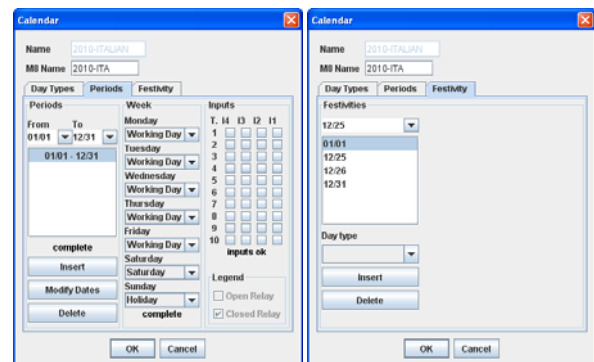 Calendar
Name 2010-ITALIAN
M8 Name 2010-ITA
Day Types Periods Festivity
Periods
From To
01/01 12/31
01/01 - 12/31
complete
Insert
Modify Dates
Delete
Week
Monday
Working Day
Tuesday
Working Day
Wednesday
Working Day
Thursday
Working Day
Friday
Working Day
Saturday
Saturday
Sunday
Holiday
complete
Inputs
T. I4 I3 I2 I1
1
2
3
4
5
6
7
8
9
10
inputs ok
Legend
Open Relay
Closed Relay
OK Cancel
Calendar
Name 2010-ITALIAN
M8 Name 2010-ITA
Day Types Periods Festivity
Festivities
12/25
01/01
12/25
12/26
12/31
Day type
Insert
Delete
OK Cancel